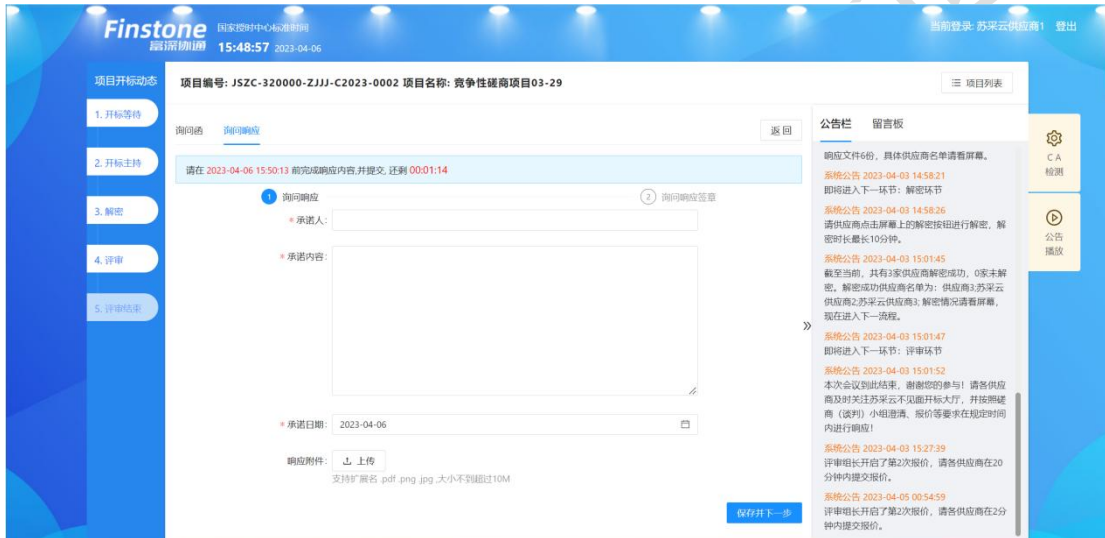 Finstone
富深协通
国家授时中心标准时间
15:48:57 2023-04-06
当前登录: 苏采云供应商1 登出
项目开标动态
1. 开标等待
2. 开标主持
3. 解密
4. 评审
5. 评审结束
项目编号: JSZC-320000-ZJJJ-C2023-0002 项目名称: 竞争性磋商项目03-29
项目列表
询问函 询问响应
返 回
请在 2023-04-06 15:50:13 前完成响应内容,并提交, 还剩 00:01:14
1 询问响应
2 询问响应签章
* 承诺人:
* 承诺内容:
* 承诺日期: 2023-04-06
响应附件: 上传
支持扩展名 .pdf .png .jpg ,大小不到超过10M
保存并下一步
»
公告栏 留言板
响应文件6份，具体供应商名单请看屏幕。
系统公告 2023-04-03 14:58:21
即将进入下一环节：解密环节
系统公告 2023-04-03 14:58:26
请供应商点击屏幕上的解密按钮进行解密，解
密时长最长10分钟。
系统公告 2023-04-03 15:01:45
截至当前，共有3家供应商解密成功，0家未解
密。解密成功供应商名单为：供应商3;苏采云
供应商2;苏采云供应商3; 解密情况请看屏幕，
现在进入下一流程。
系统公告 2023-04-03 15:01:47
即将进入下一环节：评审环节
系统公告 2023-04-03 15:01:52
本次会议到此结束，谢谢您的参与！请各供应
商及时关注苏采云不见面开标大厅，并按照磋
商（谈判）小组澄清、报价等要求在规定时间
内进行响应！
系统公告 2023-04-03 15:27:39
评审组长开启了第2次报价，请各供应商在20
分钟内提交报价。
系统公告 2023-04-05 00:54:59
评审组长开启了第2次报价，请各供应商在2分
钟内提交报价。
CA
检测
公告
播放